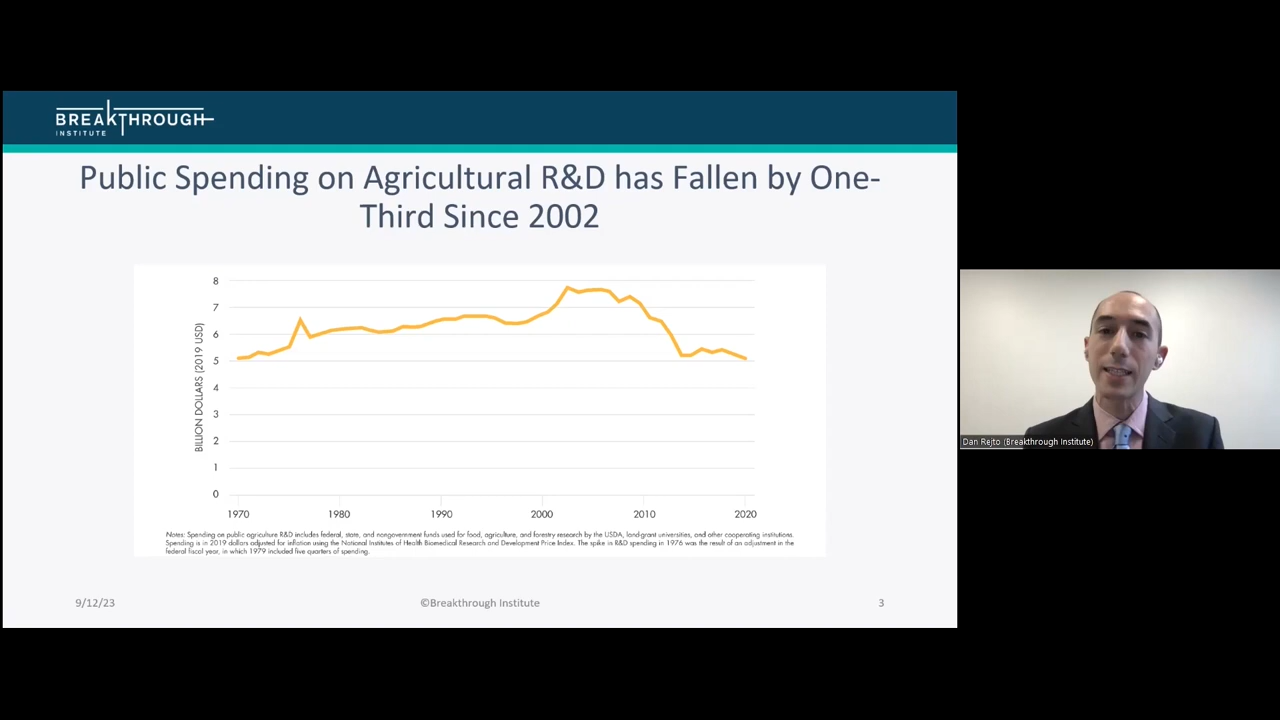 BREAKTHROUGH
INSTITUTE
Public Spending on Agricultural R&D has Fallen by One-
Third Since 2002
BILLION DOLLARS (2019 USD)
8
7
6
5
4
3
2
1
0
1970 1980 1990 2000 2010 2020
Notes: Spending on public agriculture R&D includes federal, state, and nongovernment funds used for food, agriculture, and forestry research by the USDA, land-grant universities, and other cooperating institutions.
Spending is in 2019 dollars adjusted for inflation using the National Institutes of Health Biomedical Research and Development Price Index. The spike in R&D spending in 1976 was the result of an adjustment in the
federal fiscal year, in which 1979 included five quarters of spending.
9/12/23 ©Breakthrough Institute 3
Dan Rejto (Breakthrough Institute)